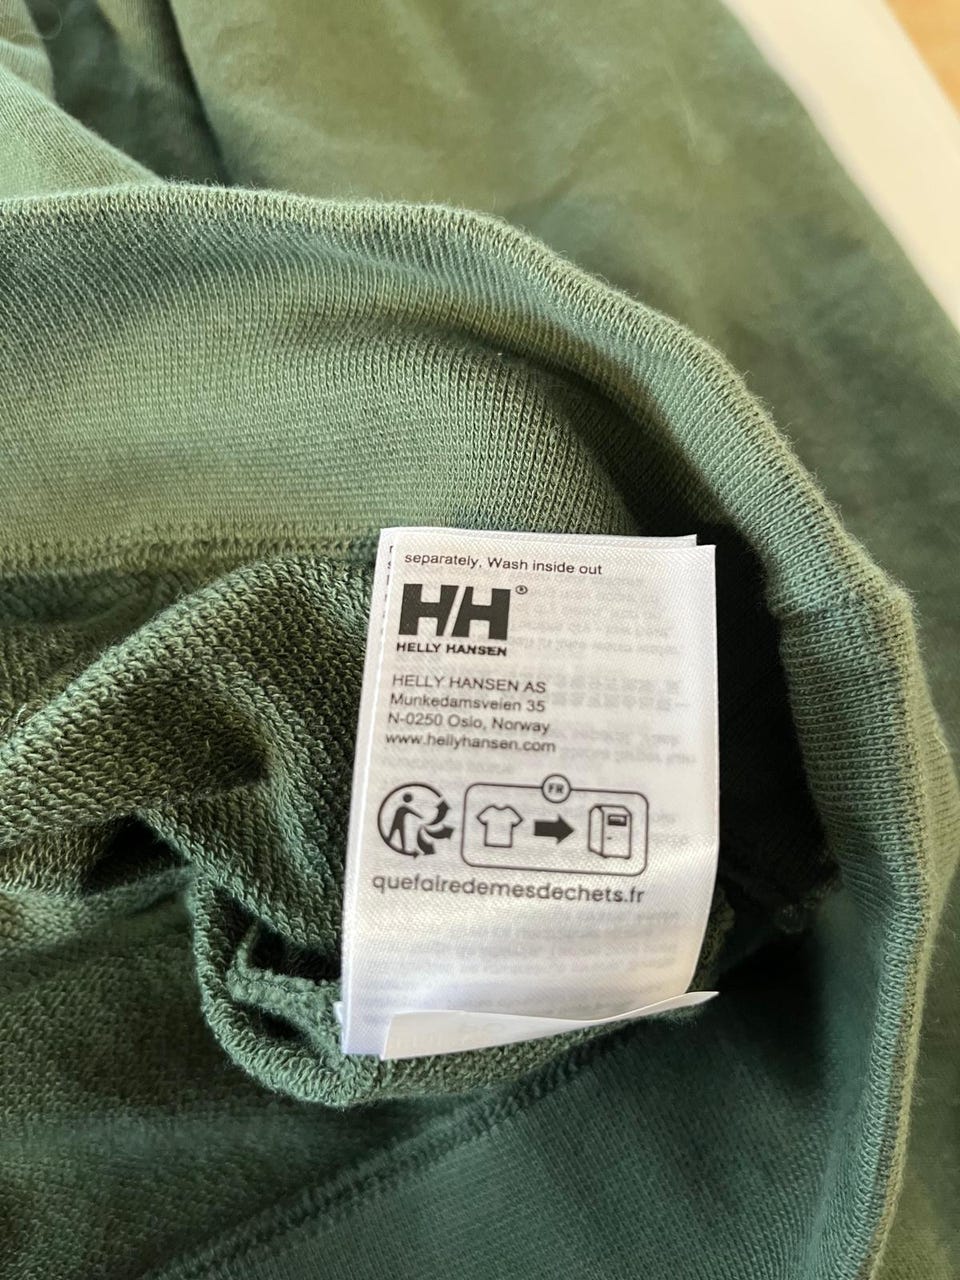 separately, Wash inside out
HH®
HELLY HANSEN
HELLY HANSEN AS
Munkedamsveien 35
N-0250 Oslo, Norway
www.hellyhansen.com
FR
quefairedemesdechets.fr